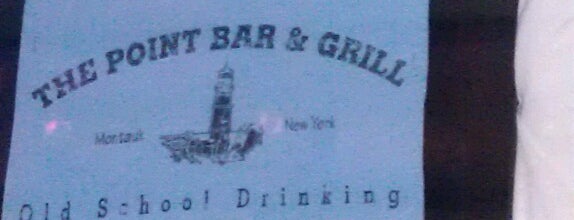 THE POINT BAR & GRILL
Montauk New York
Old School Drinking